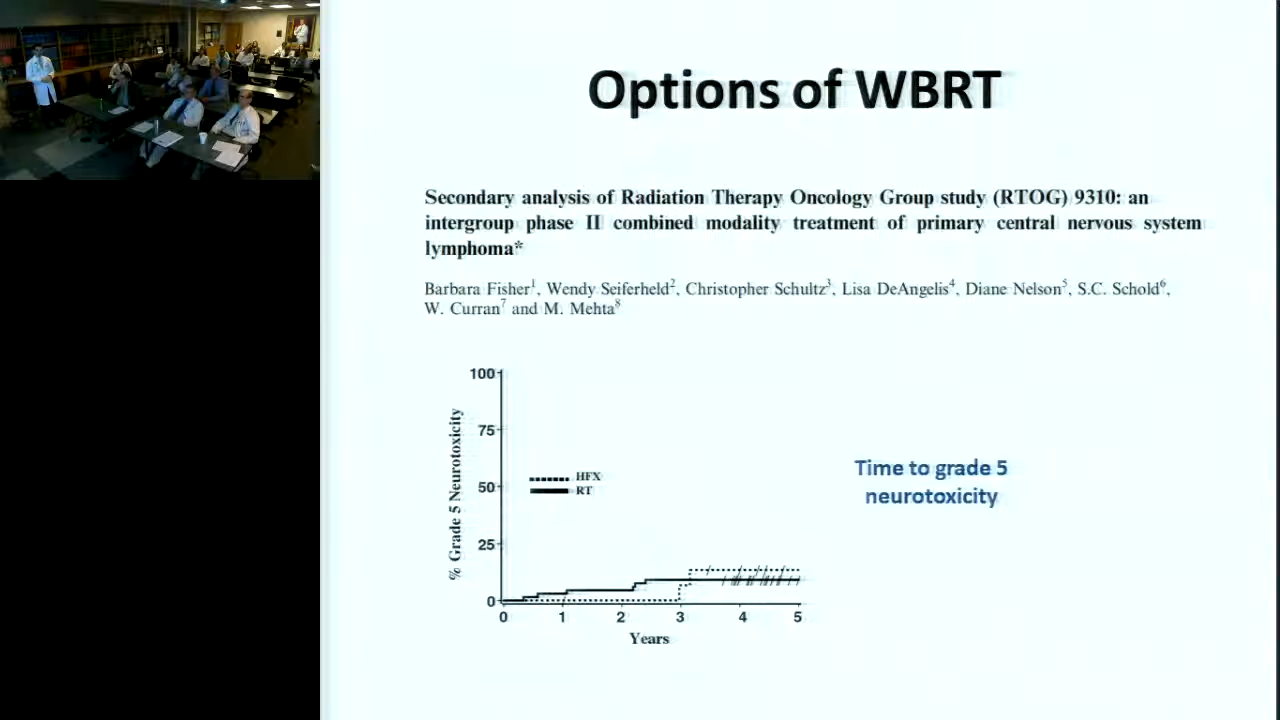 Options of WBRT
Secondary analysis of Radiation Therapy Oncology Group study (RTOG) 9310: an
intergroup phase II combined modality treatment of primary central nervous system
lymphoma*
Barbara Fisher1, Wendy Seiferheld2, Christopher Schultz3, Lisa DeAngelis4, Diane Nelson5, S.C. Schold6,
W. Curran7 and M. Mehta8
% Grade 5 Neurotoxicity
100
75
50
25
0
HFX
RT
0 1 2 3 4 5
Years
Time to grade 5
neurotoxicity